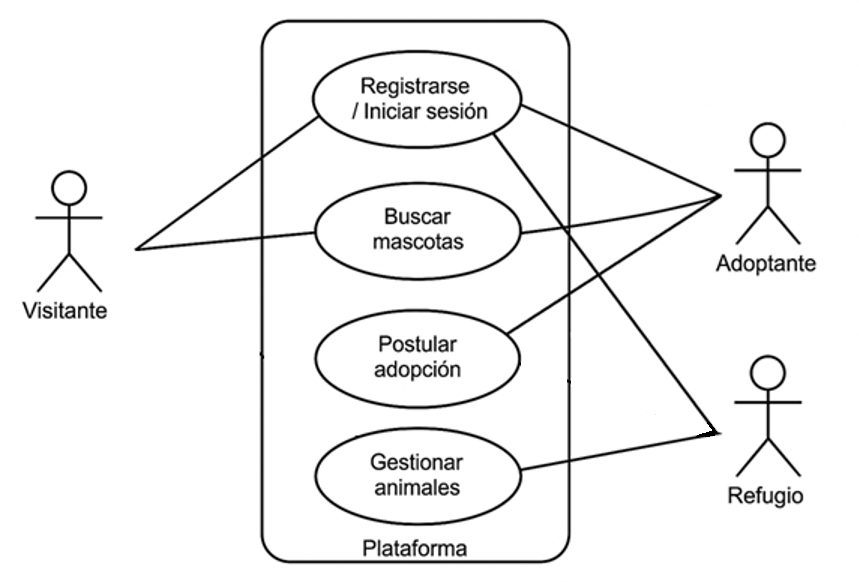 Registrarse
/ Iniciar sesión
Buscar
mascotas
Postular
adopción
Gestionar
animales
Plataforma
Visitante
Adoptante
Refugio